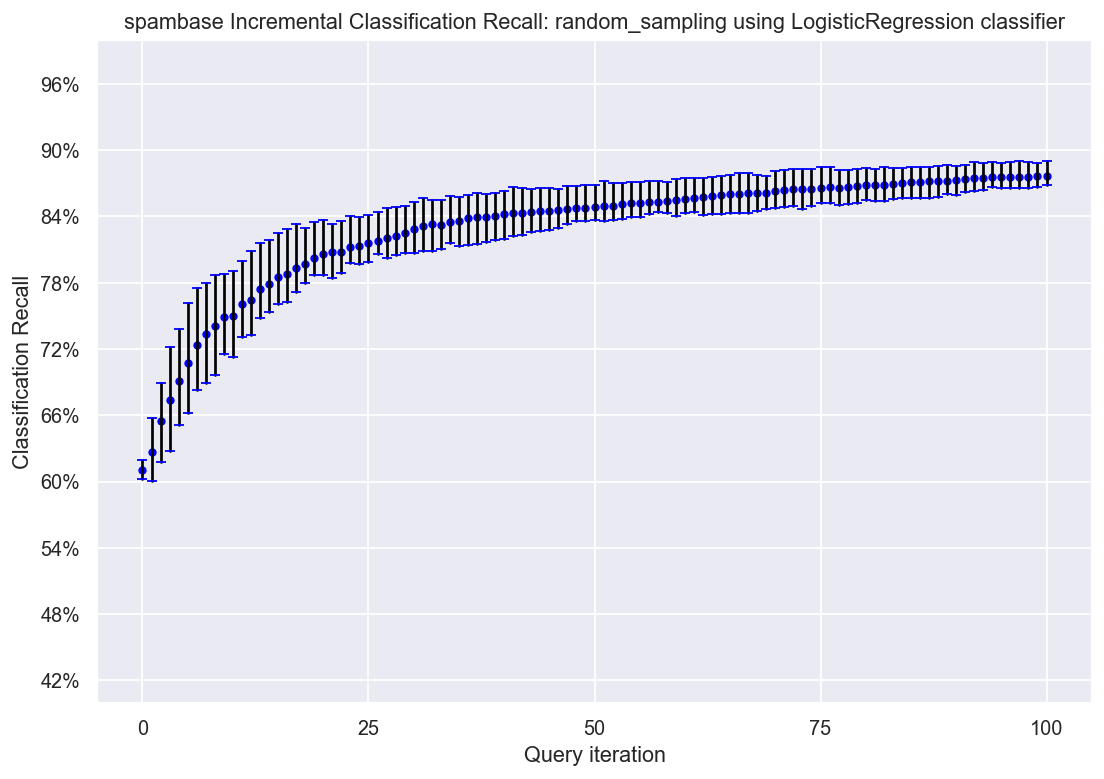 spambase Incremental Classification Recall: random_sampling using LogisticRegression classifier
96%
90%
84%
78%
72%
66%
60%
54%
48%
42%
Classification Recall
0 25 50 75 100
Query iteration